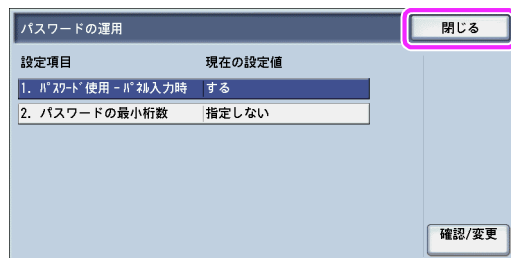 パスワードの運用
閉じる
設定項目 現在の設定値
1. ﾊﾟｽﾜｰﾄﾞ使用 - ﾊﾟﾈﾙ入力時 する
2. パスワードの最小桁数 指定しない
確認/変更